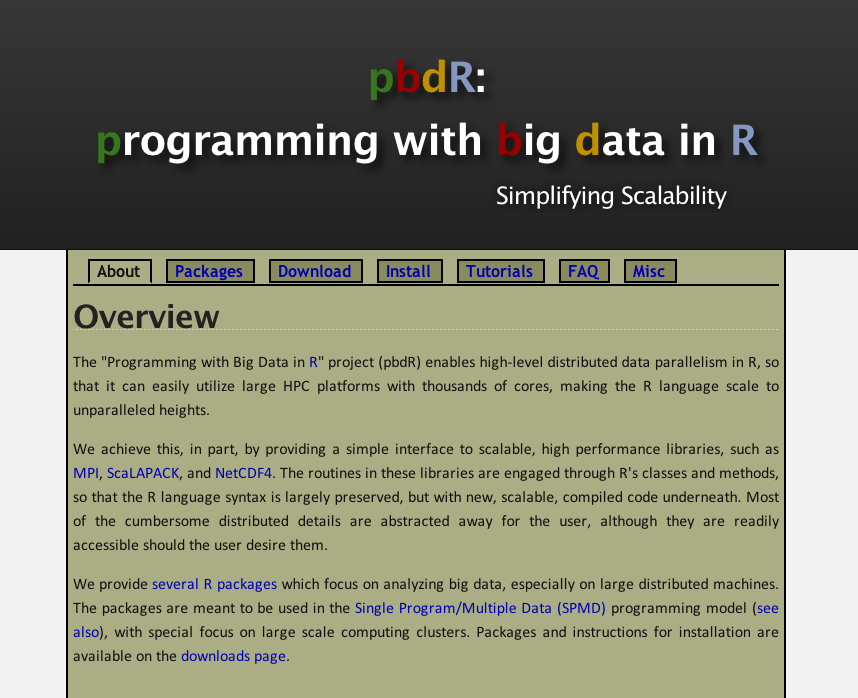 pbdR:
programming with big data in R
Simplifying Scalability
About Packages Download Install Tutorials FAQ Misc
Overview
The "Programming with Big Data in R" project (pbdR) enables high-level distributed data parallelism in R, so
that it can easily utilize large HPC platforms with thousands of cores, making the R language scale to
unparalleled heights.
We achieve this, in part, by providing a simple interface to scalable, high performance libraries, such as
MPI, ScaLAPACK, and NetCDF4. The routines in these libraries are engaged through R's classes and methods,
so that the R language syntax is largely preserved, but with new, scalable, compiled code underneath. Most
of the cumbersome distributed details are abstracted away for the user, although they are readily
accessible should the user desire them.
We provide several R packages which focus on analyzing big data, especially on large distributed machines.
The packages are meant to be used in the Single Program/Multiple Data (SPMD) programming model (see
also), with special focus on large scale computing clusters. Packages and instructions for installation are
available on the downloads page.